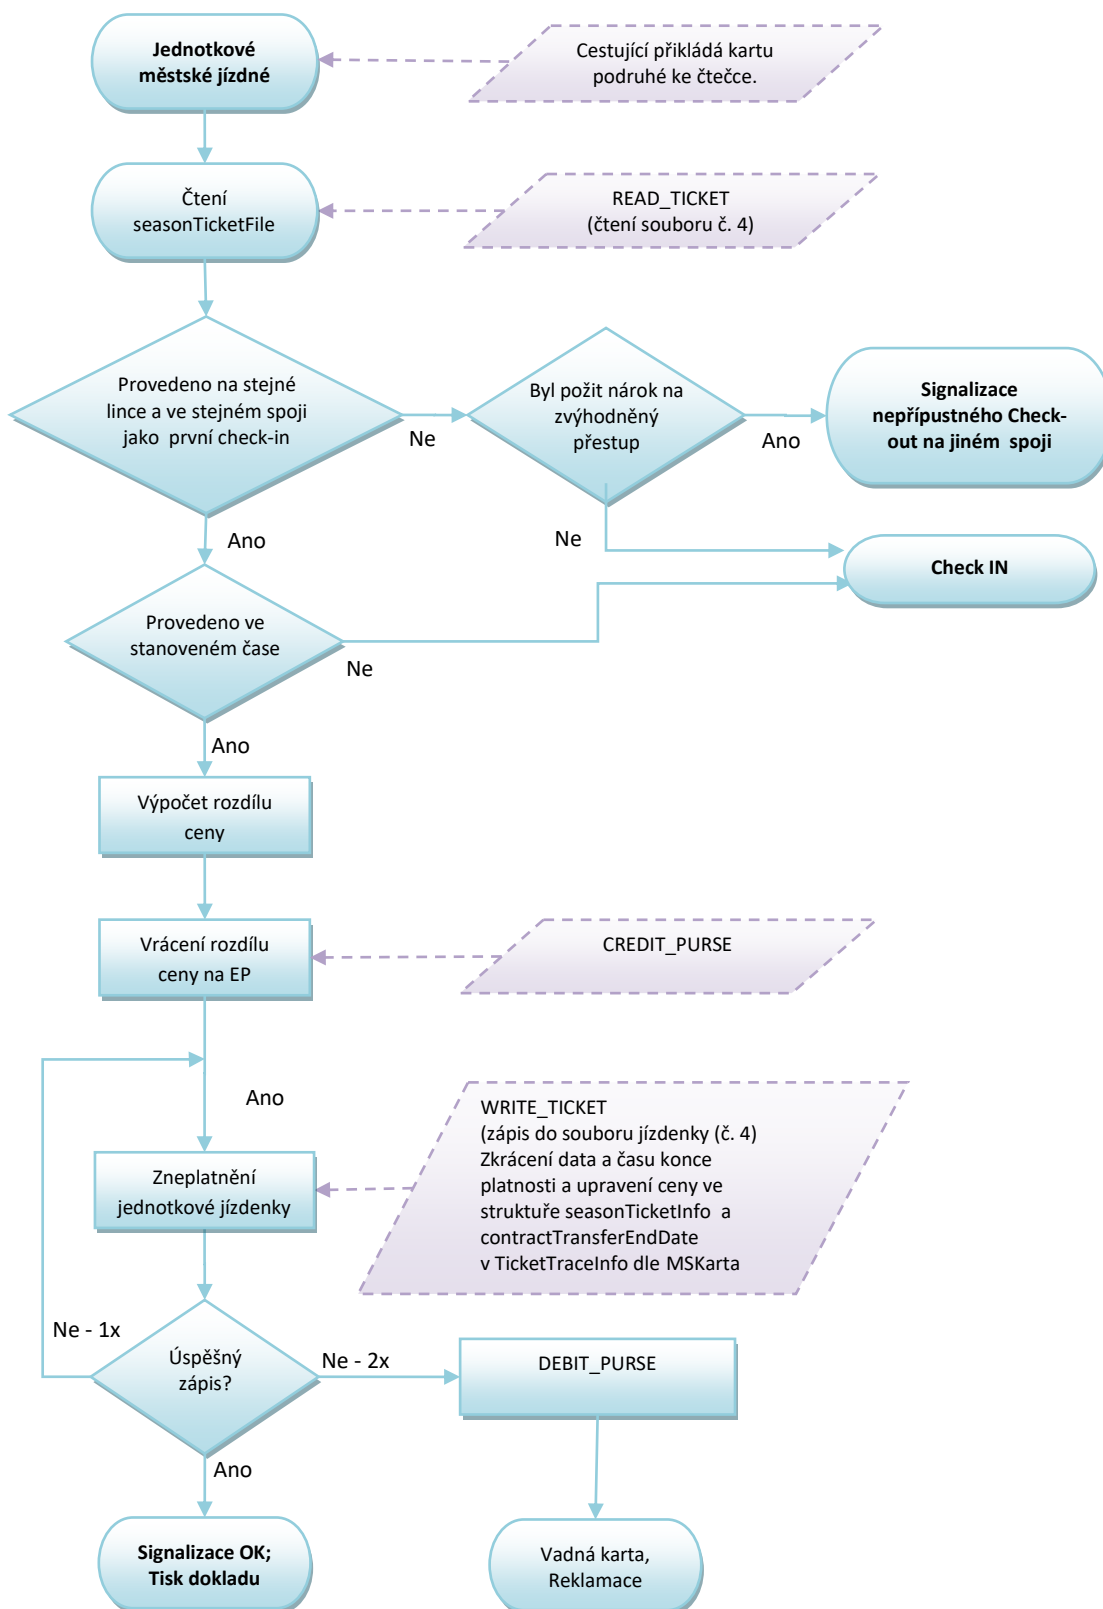 Jednotkové
městské jízdné
Cestující přikládá kartu
podruhé ke čtečce.
Čtení
seasonTicketFile
READ_TICKET
(čtení souboru č. 4)
Provedeno na stejné
lince a ve stejném spoji
jako první check-in
Ne
Byl požit nárok na
zvýhodněný
přestup
Ano
Signalizace
nepřípustného Check-
out na jiném spoji
Ano
Ne
Check IN
Provedeno ve
stanoveném čase
Ne
Ano
Výpočet rozdílu
ceny
Vrácení rozdílu
ceny na EP
CREDIT_PURSE
Ano
WRITE_TICKET
(zápis do souboru jízdenky (č. 4)
Zkrácení data a času konce
platnosti a upravení ceny ve
struktuře seasonTicketInfo a
contractTransferEndDate
v TicketTraceInfo dle MSKarta
Zneplatnění
jednotkové jízdenky
Ne - 1x
Úspěšný
zápis?
Ne - 2x
DEBIT_PURSE
Ano
Signalizace OK;
Tisk dokladu
Vadná karta,
Reklamace